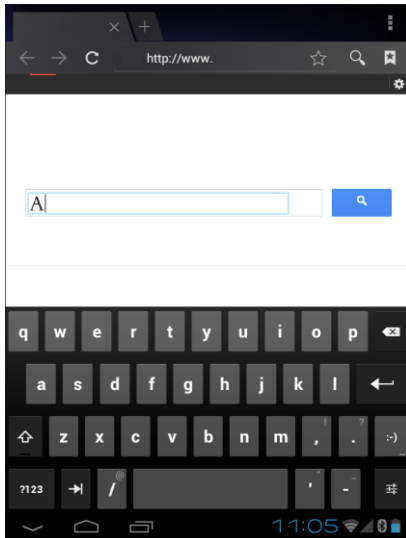 http://www.
A
q w e r t y u i o p
a s d f g h j k l
z x c v b n m , ! . ? :-)
?123 / @ ' " - _
11:05